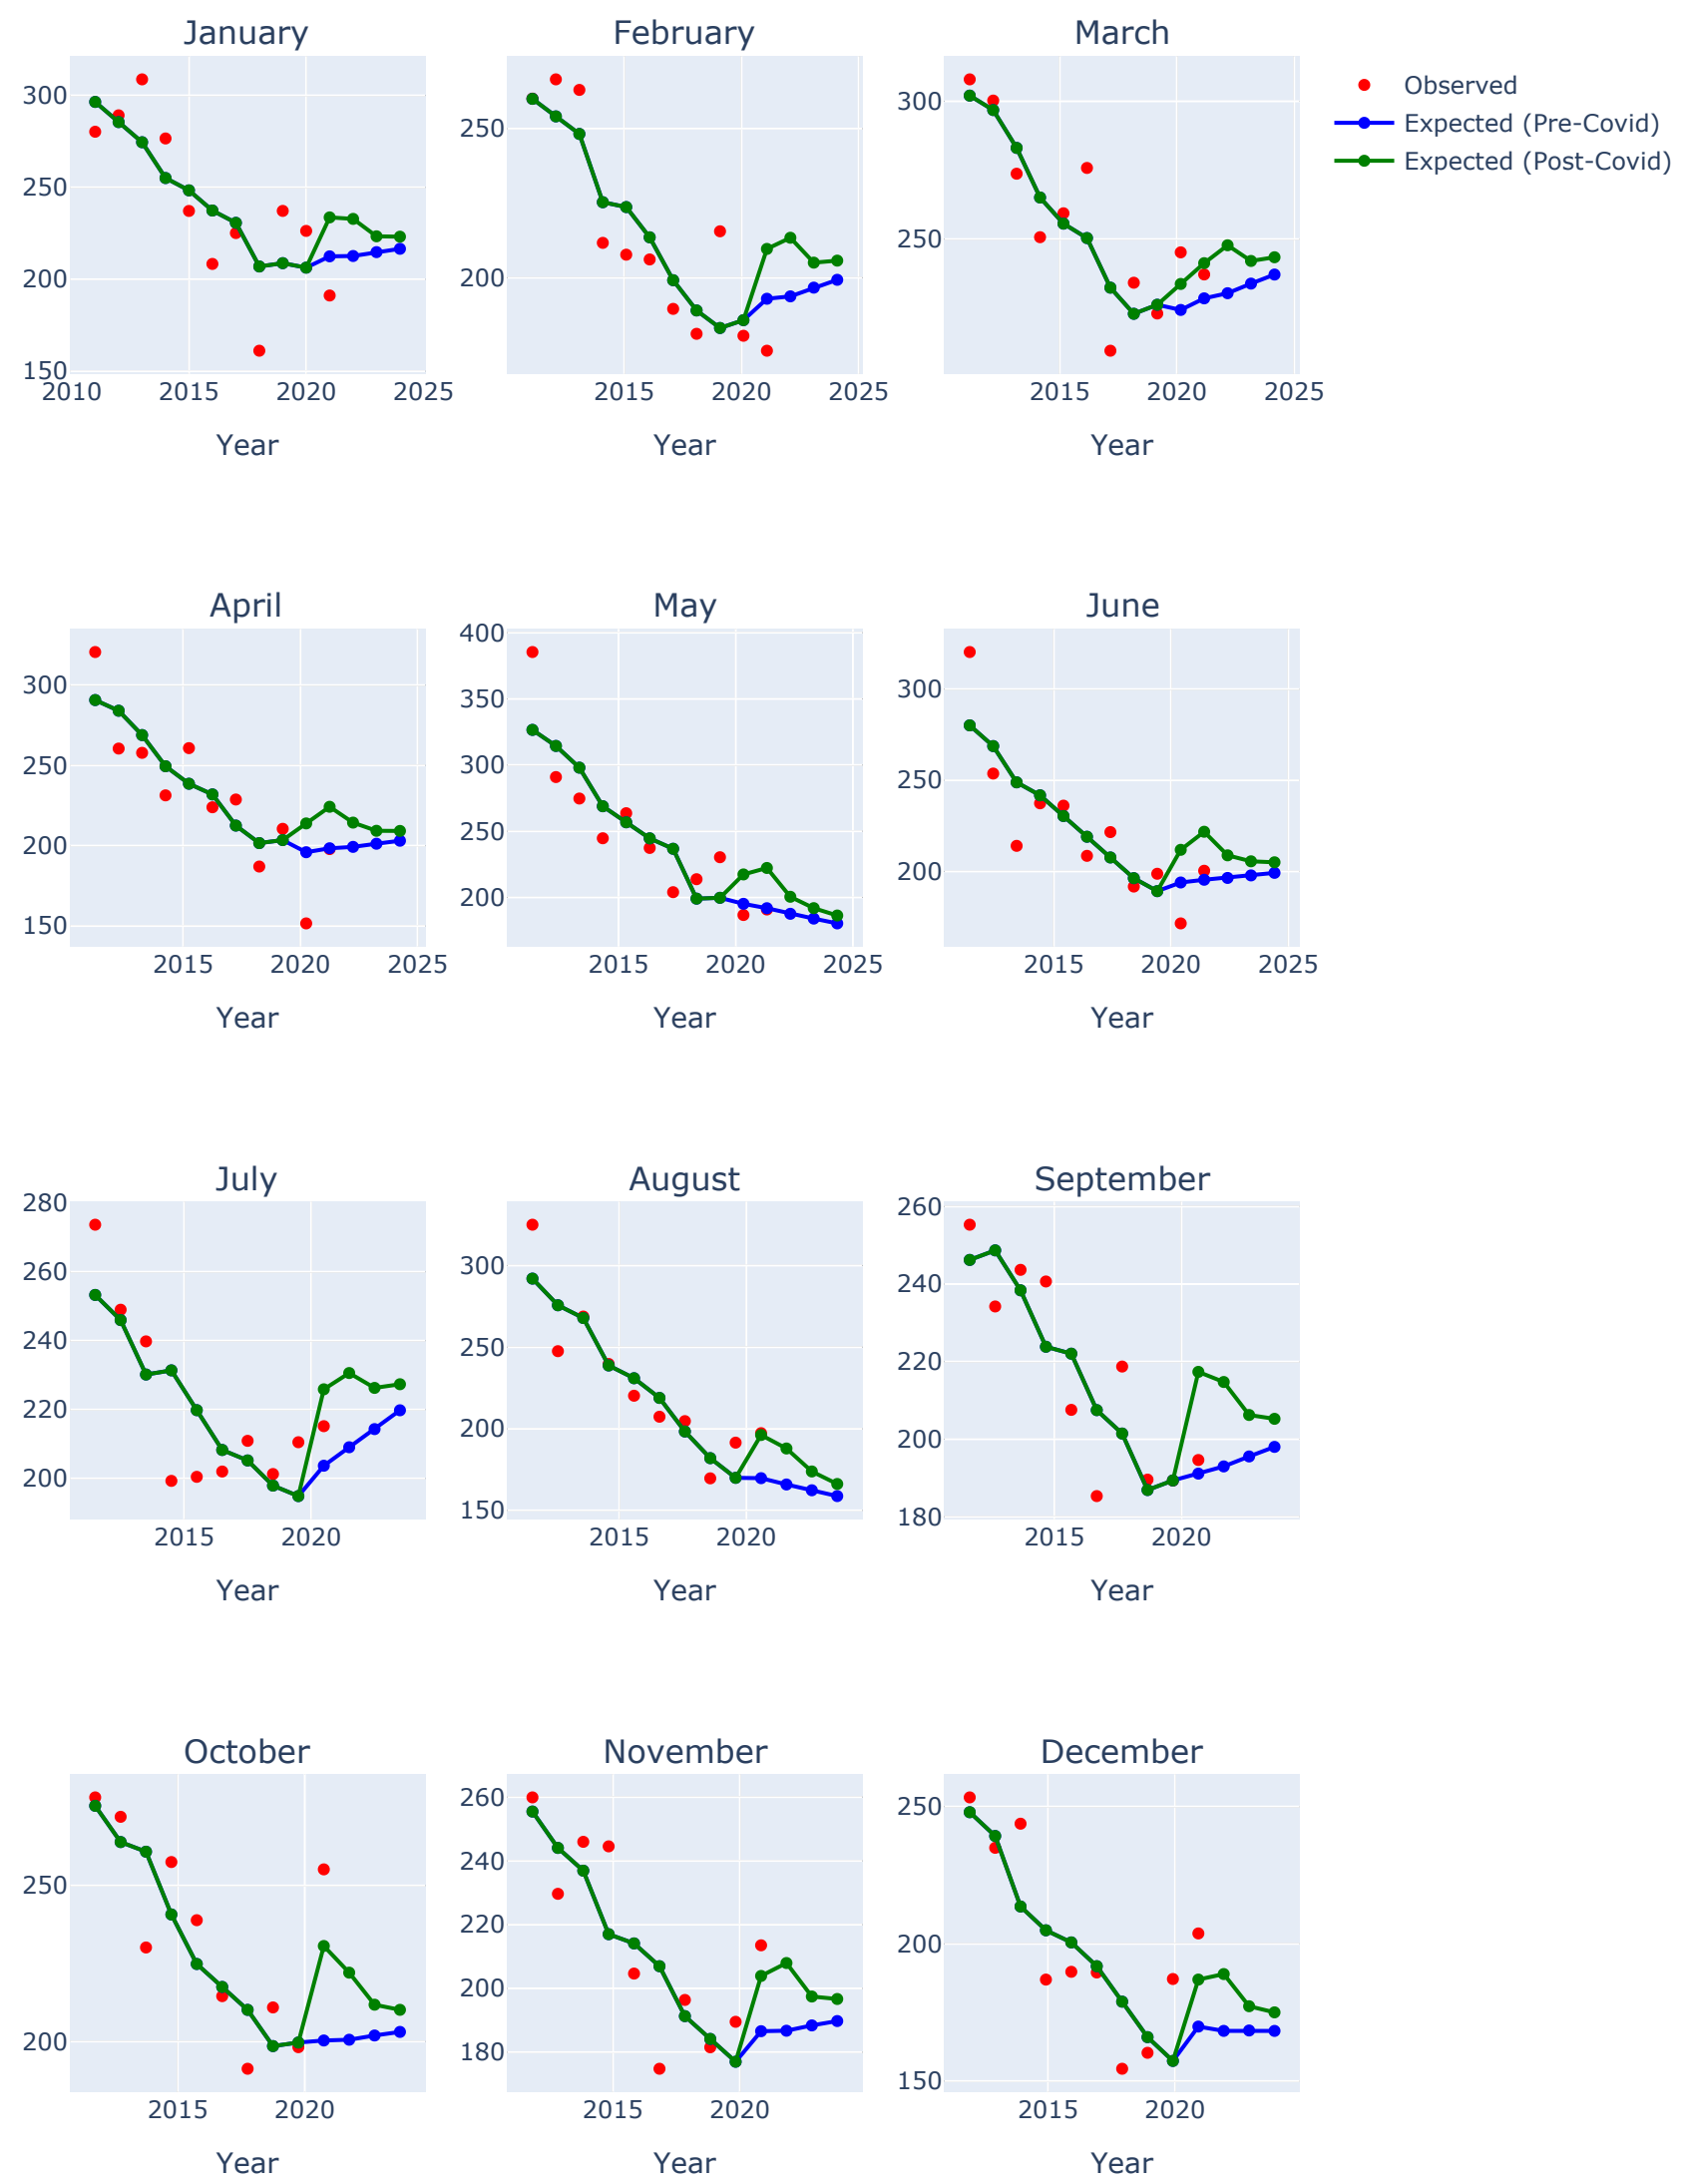 January February March
300
250
200
150
2010 2015 2020 2025
Year
250
200
2015 2020 2025
Year
300
250
2015 2020 2025
Year
Observed
Expected (Pre-Covid)
Expected (Post-Covid)
April May June
300
250
200
150
2015 2020 2025
Year
400
350
300
250
200
2015 2020 2025
Year
300
250
200
2015 2020 2025
Year
July August September
280
260
240
220
200
2015 2020
Year
300
250
200
150
2015 2020
Year
260
240
220
200
180
2015 2020
Year
October November December
250
200
2015 2020
Year
260
240
220
200
180
2015 2020
Year
250
200
150
2015 2020
Year